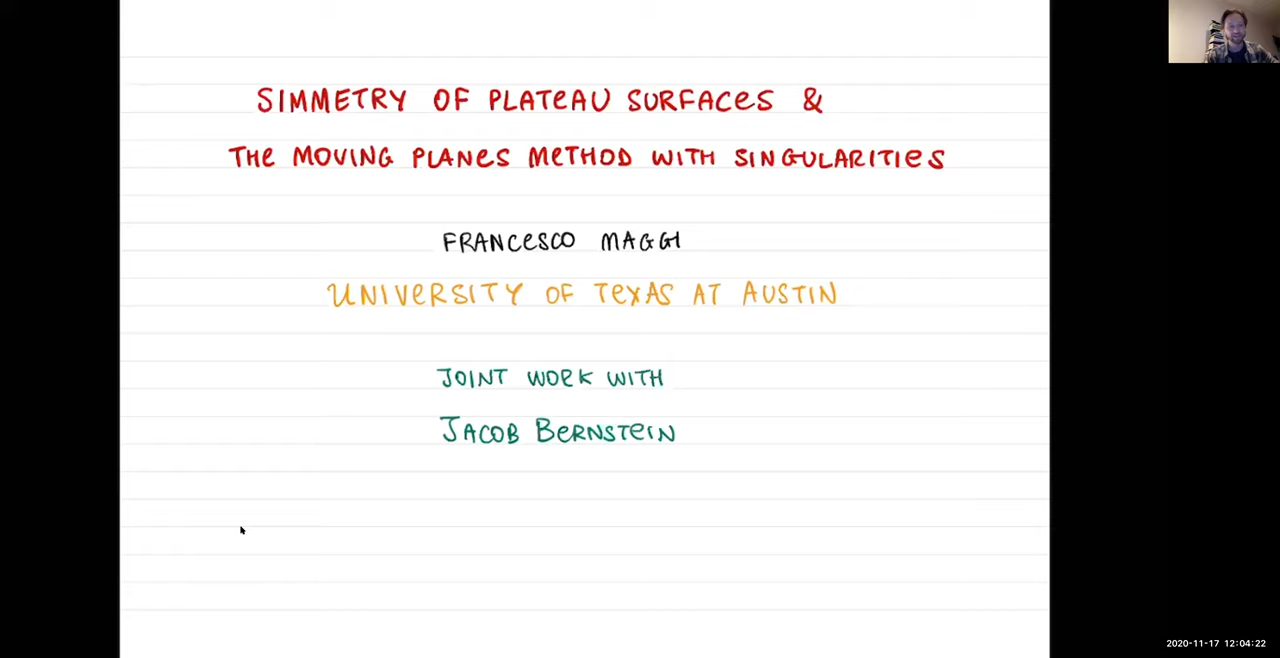 SIMMETRY OF PLATEAU SURFACES &
THE MOVING PLANES METHOD WITH SINGULARITIES
FRANCESCO MAGGI
UNIVERSITY OF TEXAS AT AUSTIN
JOINT WORK WITH
JACOB BERNSTEIN
2020-11-17 12:04:22